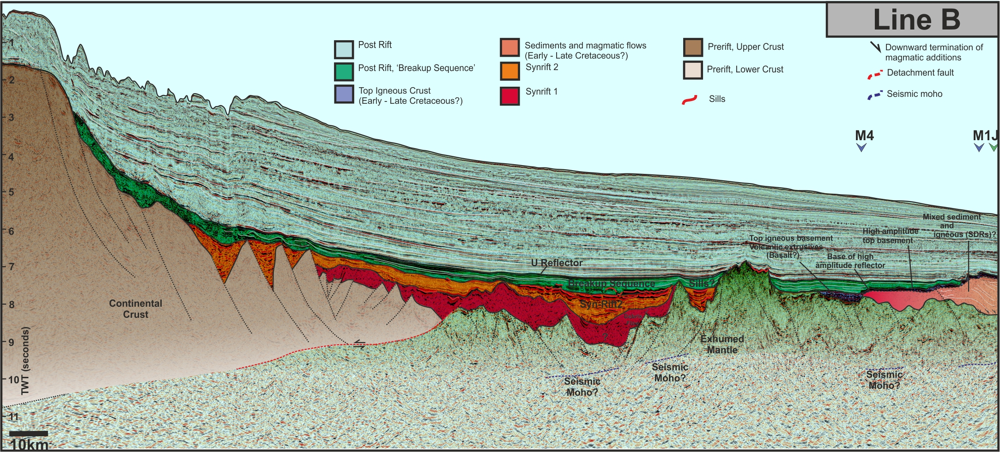 Line B
Post Rift
Post Rift, ‘Breakup Sequence’
Top Igneous Crust
(Early - Late Cretaceous?)
Sediments and magmatic flows
(Early - Late Cretaceous?)
Synrift 2
Synrift 1
Prerift, Upper Crust
Prerift, Lower Crust
Sills
Downward termination of
magmatic additions
Detachment fault
Seismic moho
M4
M1J
1
2
3
4
5
6
7
8
9
10
11
TWT (seconds)
10km
Continental
Crust
U Reflector
Breakup Sequence
Sills?
Syn-Rift2
Debris
?
Exhumed
Mantle
Seismic
Moho?
Seismic
Moho?
Seismic
Moho?
Top igneous basement
Volcanic extrusives
(Basalt?)
Base of high
amplitude reflector
High amplitude
top basement
Mixed sediment
and
igneous (SDRs)?